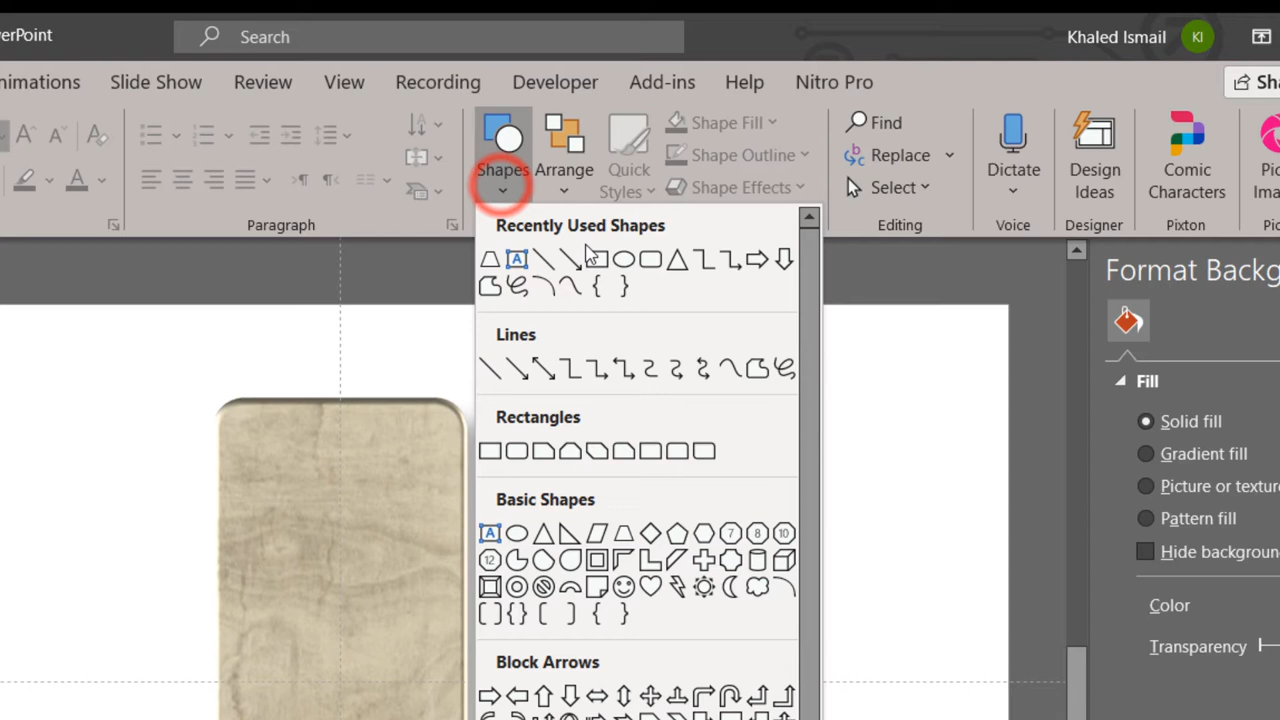 erPoint
Search
Khaled Ismail
KI
nimations
Slide Show
Review
View
Recording
Developer
Add-ins
Help
Nitro Pro
Sha
Shapes
Arrange
Quick
Styles
Shape Fill
Shape Outline
Shape Effects
Find
Replace
Select
Dictate
Design
Ideas
Comic
Characters
Pic
Ima
Paragraph
Editing
Voice
Designer
Pixton
Pi
Recently Used Shapes
Lines
Rectangles
Basic Shapes
Block Arrows
Format Backg
Fill
Solid fill
Gradient fill
Picture or textur
Pattern fill
Hide backgroun
Color
Transparency